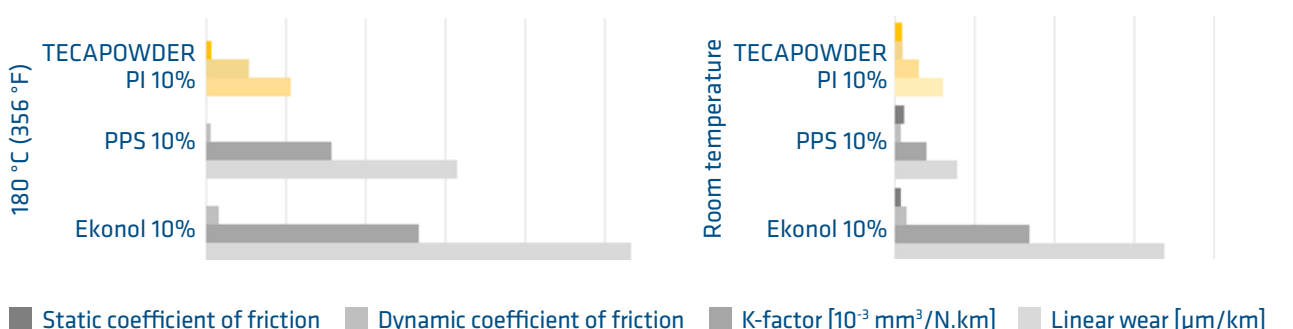 180 °C (356 °F)
TECAPOWDER
PI 10%
PPS 10%
Ekonol 10%
Room temperature
TECAPOWDER
PI 10%
PPS 10%
Ekonol 10%
Static coefficient of friction
Dynamic coefficient of friction
K-factor [10⁻³ mm³/N.km]
Linear wear [µm/km]